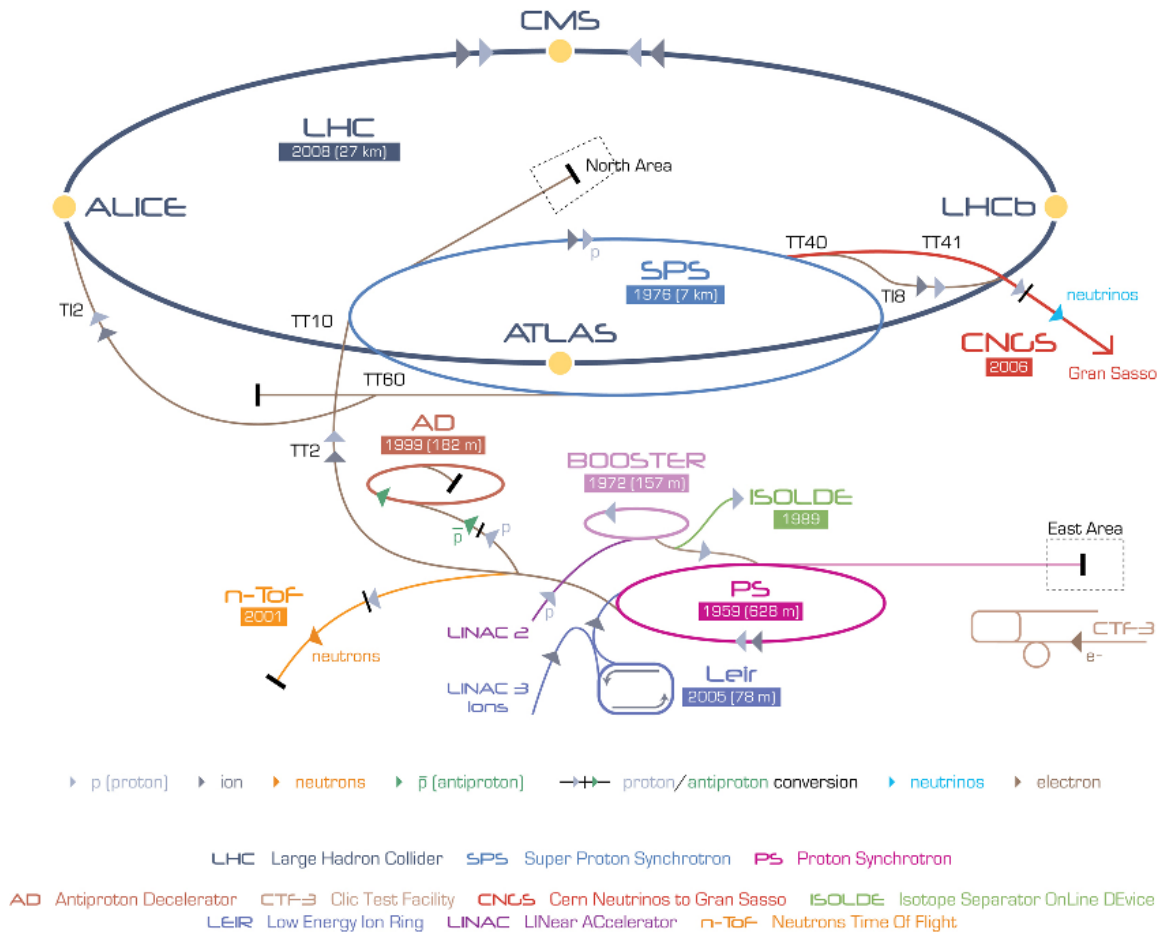 CMS
LHC
2008 (27 km)
North Area
ALICE
LHCb
TT40
TT41
SPS
1976 (7 km)
p
TI8
TI2
neutrinos
TT10
ATLAS
CNGS
2006
Gran Sasso
TT60
AD
1999 (182 m)
TT2
BOOSTER
1972 (157 m)
ISOLDE
1989
p̅
p
East Area
n-ToF
2001
PS
1959 (628 m)
p
LINAC 2
CTF-3
e-
neutrons
LINAC 3
Ions
Leir
2005 (78 m)
p (proton) ion neutrons p̅ (antiproton) proton/antiproton conversion neutrinos electron
LHC Large Hadron Collider SPS Super Proton Synchrotron PS Proton Synchrotron
AD Antiproton Decelerator CTF-3 Clic Test Facility CNGS Cern Neutrinos to Gran Sasso ISOLDE Isotope Separator OnLine DEvice
LEIR Low Energy Ion Ring LINAC LINear ACcelerator n-ToF Neutrons Time Of Flight